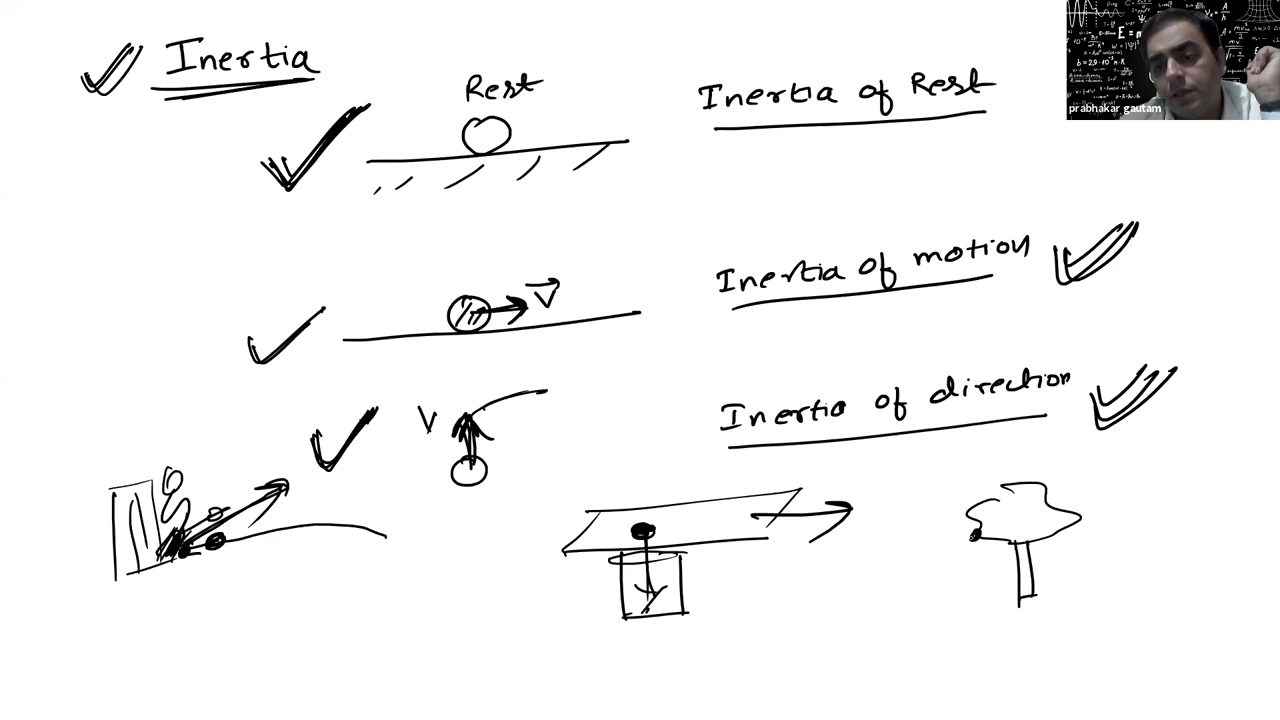 Inertia
Rest
Inertia of Rest
prabhakar gautam
Inertia of motion
V
Inertia of direction
V